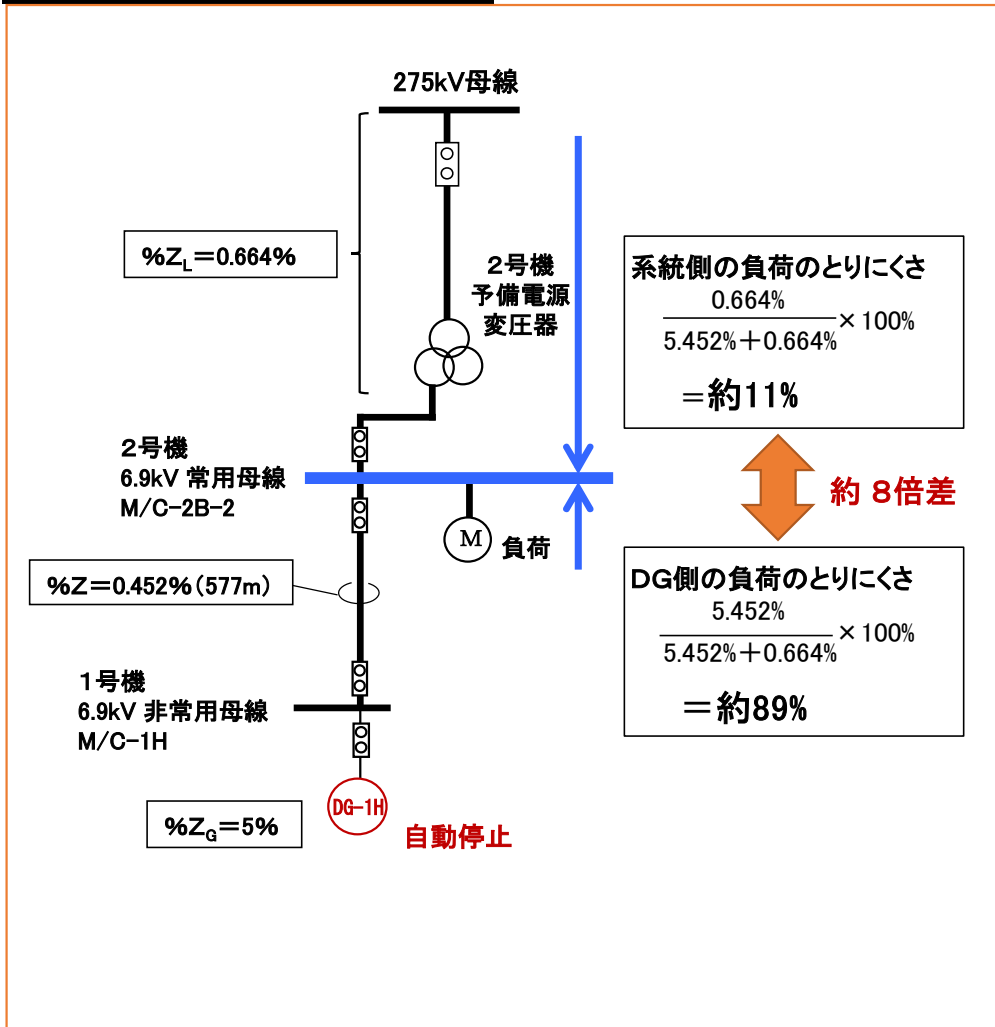 275kV母線
%Z_L＝0.664%
２号機
予備電源
変圧器
系統側の負荷のとりにくさ
0.664%
5.452%＋0.664%
×100%
＝約11%
２号機
6.9kV 常用母線
M/C-2B-2
M
負荷
約 8倍差
%Z＝0.452%（577m）
DG側の負荷のとりにくさ
5.452%
5.452%＋0.664%
×100%
＝約89%
１号機
6.9kV 非常用母線
M/C-1H
DG-1H
%Z_G＝5%
自動停止